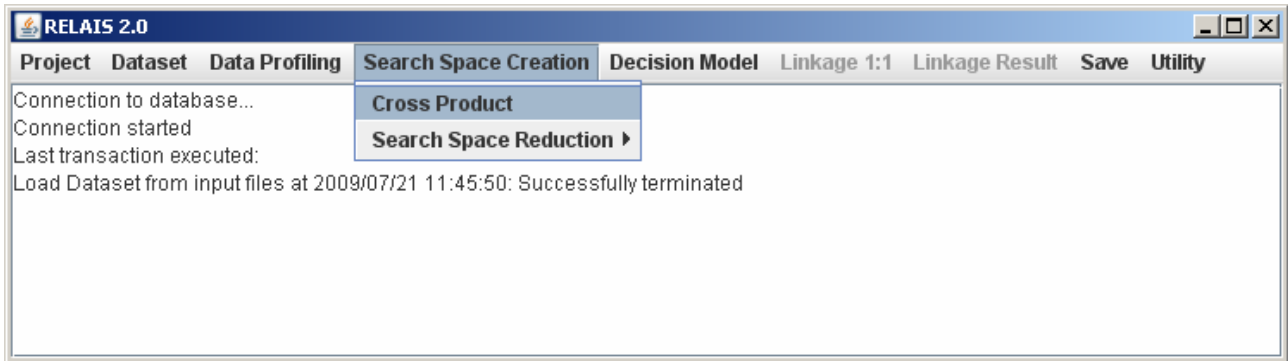 RELAIS 2.0
Project Dataset Data Profiling Search Space Creation Decision Model Linkage 1:1 Linkage Result Save Utility
Connection to database...
Connection started
Last transaction executed:
Load Dataset from input files at 2009/07/21 11:45:50: Successfully terminated
Cross Product
Search Space Reduction